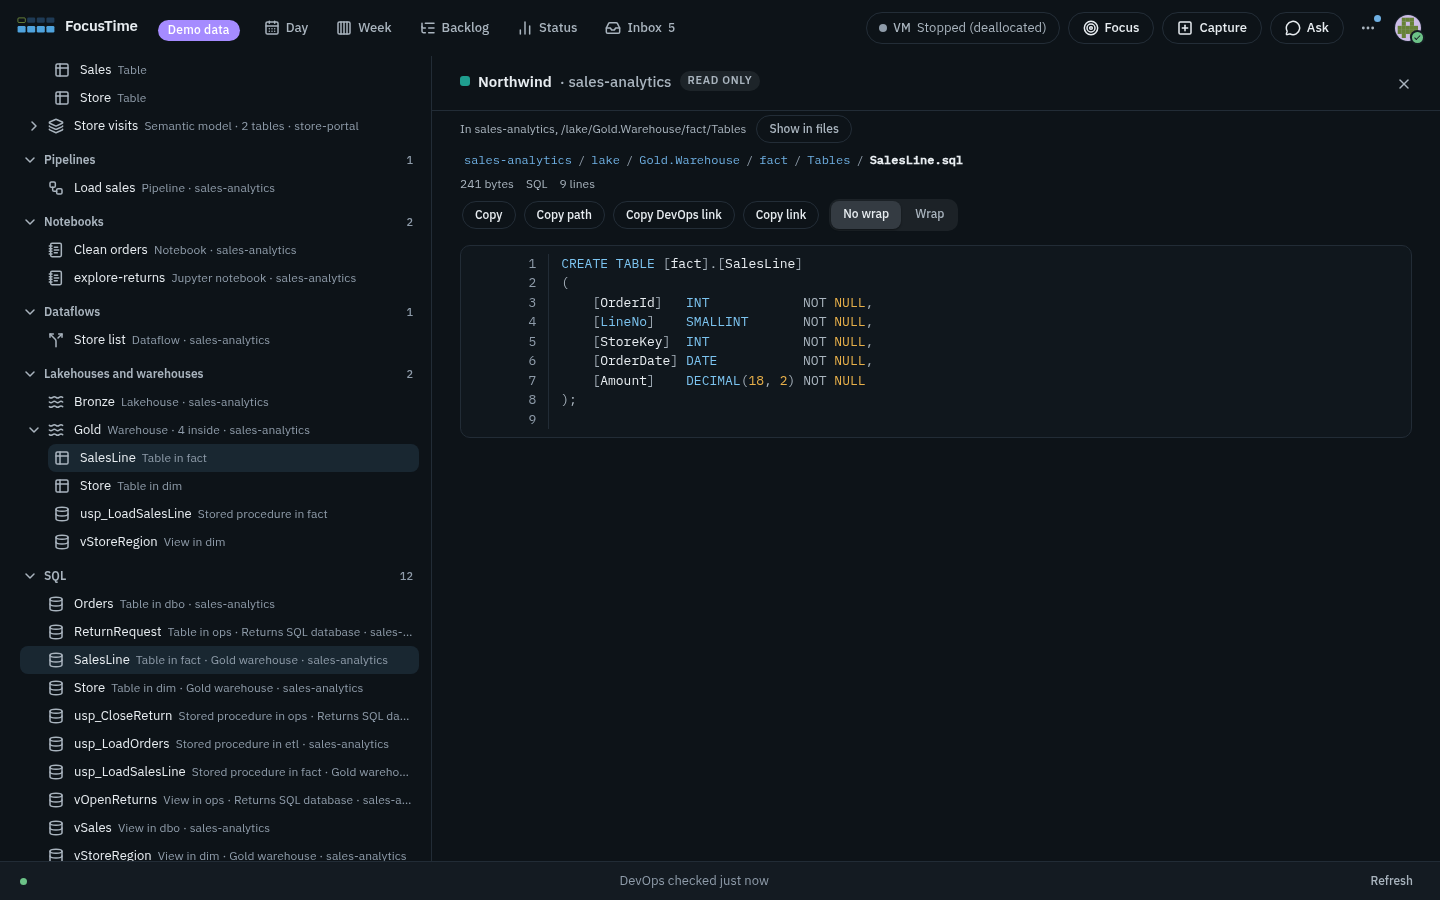 FocusTime
Demo data
Day
Week
Backlog
Status
Inbox 5
VM Stopped (deallocated)
Focus
Capture
Ask
Sales Table
Store Table
Store visits Semantic model · 2 tables · store-portal
Pipelines 1
Load sales Pipeline · sales-analytics
Notebooks 2
Clean orders Notebook · sales-analytics
explore-returns Jupyter notebook · sales-analytics
Dataflows 1
Store list Dataflow · sales-analytics
Lakehouses and warehouses 2
Bronze Lakehouse · sales-analytics
Gold Warehouse · 4 inside · sales-analytics
SalesLine Table in fact
Store Table in dim
usp_LoadSalesLine Stored procedure in fact
vStoreRegion View in dim
SQL 12
Orders Table in dbo · sales-analytics
ReturnRequest Table in ops · Returns SQL database · sales-...
SalesLine Table in fact · Gold warehouse · sales-analytics
Store Table in dim · Gold warehouse · sales-analytics
usp_CloseReturn Stored procedure in ops · Returns SQL da...
usp_LoadOrders Stored procedure in etl · sales-analytics
usp_LoadSalesLine Stored procedure in fact · Gold wareho...
vOpenReturns View in ops · Returns SQL database · sales-a...
vSales View in dbo · sales-analytics
vStoreRegion View in dim · Gold warehouse · sales-analytics
Northwind · sales-analytics READ ONLY
In sales-analytics, /lake/Gold.Warehouse/fact/Tables Show in files
sales-analytics / lake / Gold.Warehouse / fact / Tables / SalesLine.sql
241 bytes SQL 9 lines
Copy Copy path Copy DevOps link Copy link No wrap Wrap
1 CREATE TABLE [fact].[SalesLine]
2 (
3 [OrderId] INT NOT NULL,
4 [LineNo] SMALLINT NOT NULL,
5 [StoreKey] INT NOT NULL,
6 [OrderDate] DATE NOT NULL,
7 [Amount] DECIMAL(18, 2) NOT NULL
8 );
9
DevOps checked just now
Refresh